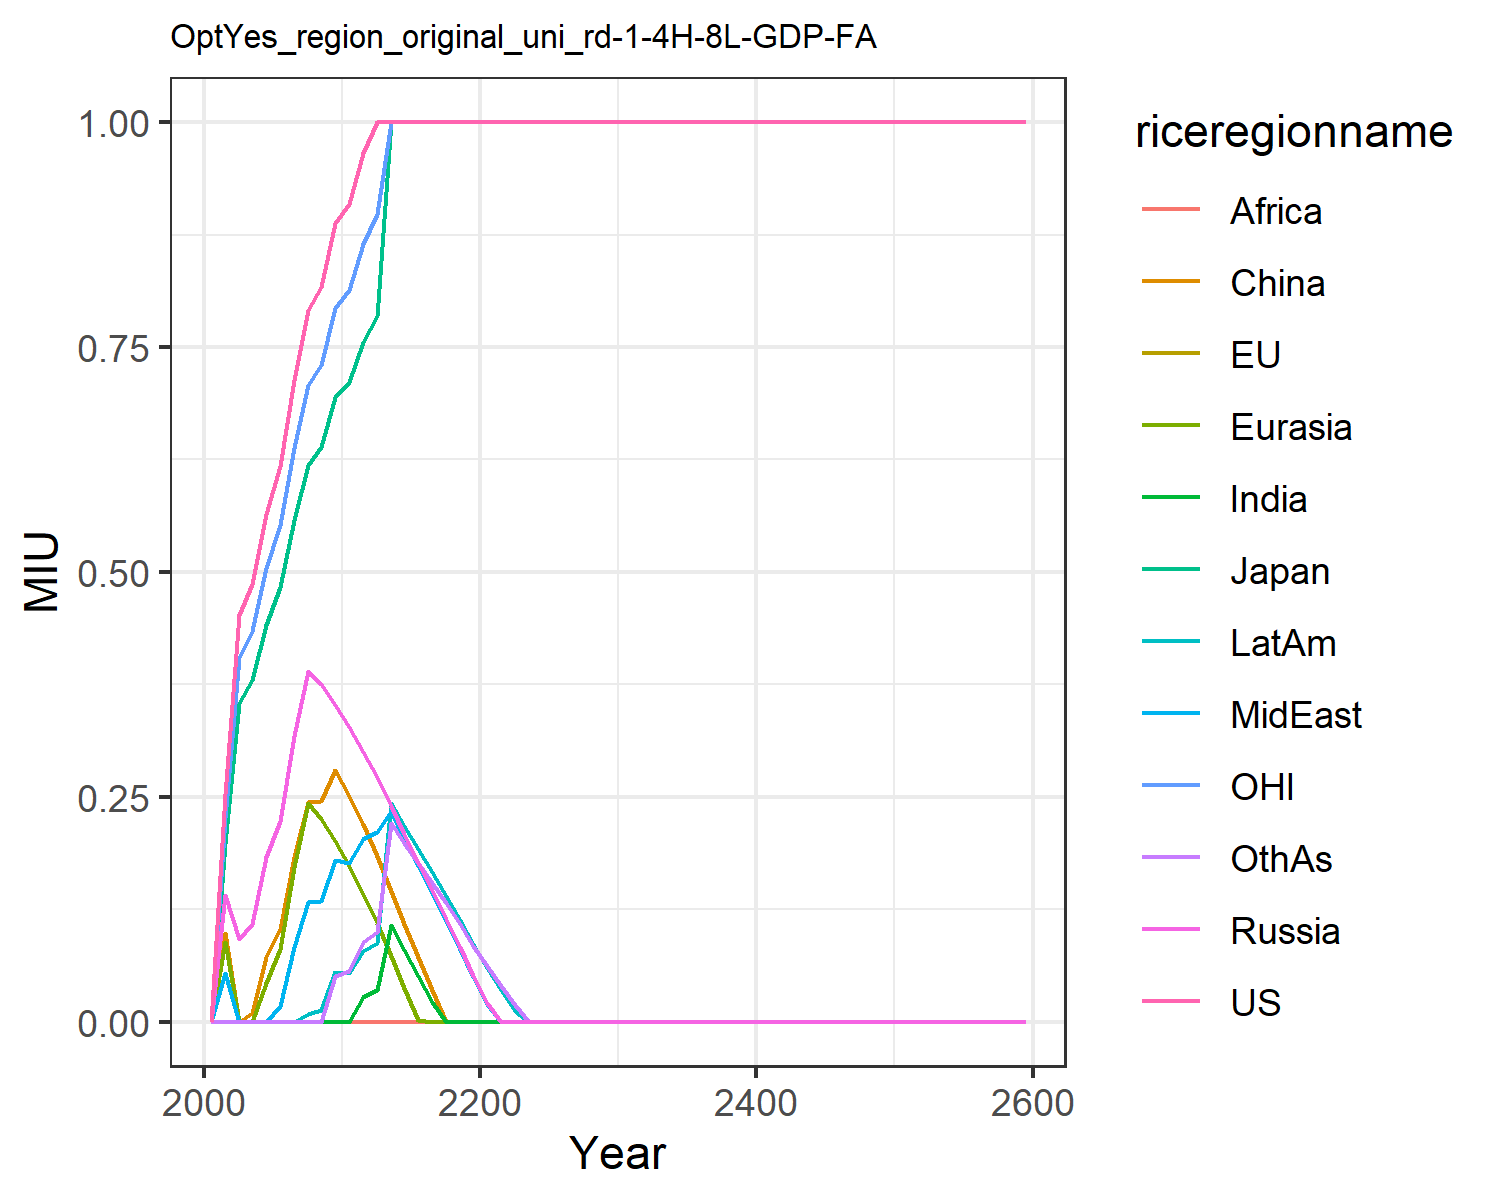 OptYes_region_original_uni_rd-1-4H-8L-GDP-FA
1.00
0.75
0.50
0.25
0.00
MIU
2000
2200
2400
2600
Year
riceregionname
Africa
China
EU
Eurasia
India
Japan
LatAm
MidEast
OHI
OthAs
Russia
US